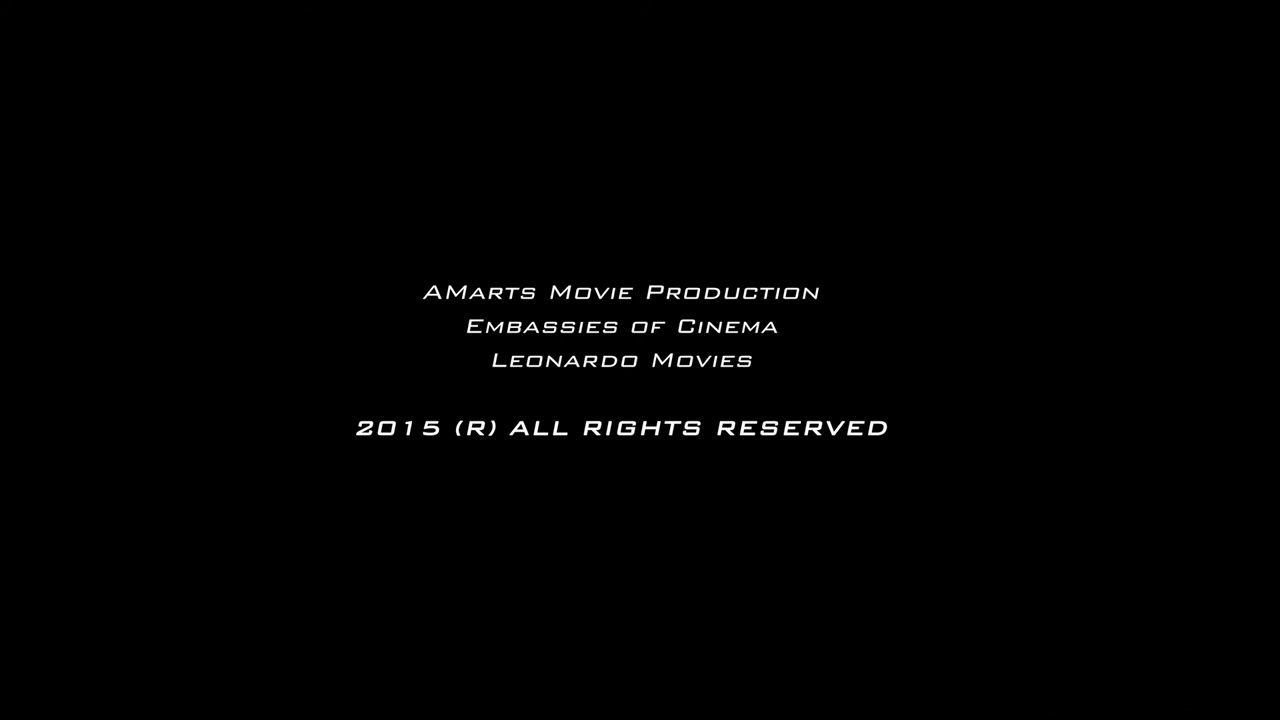 AMarts Movie Production
Embassies of Cinema
Leonardo Movies
2015 (R) ALL RIGHTS RESERVED